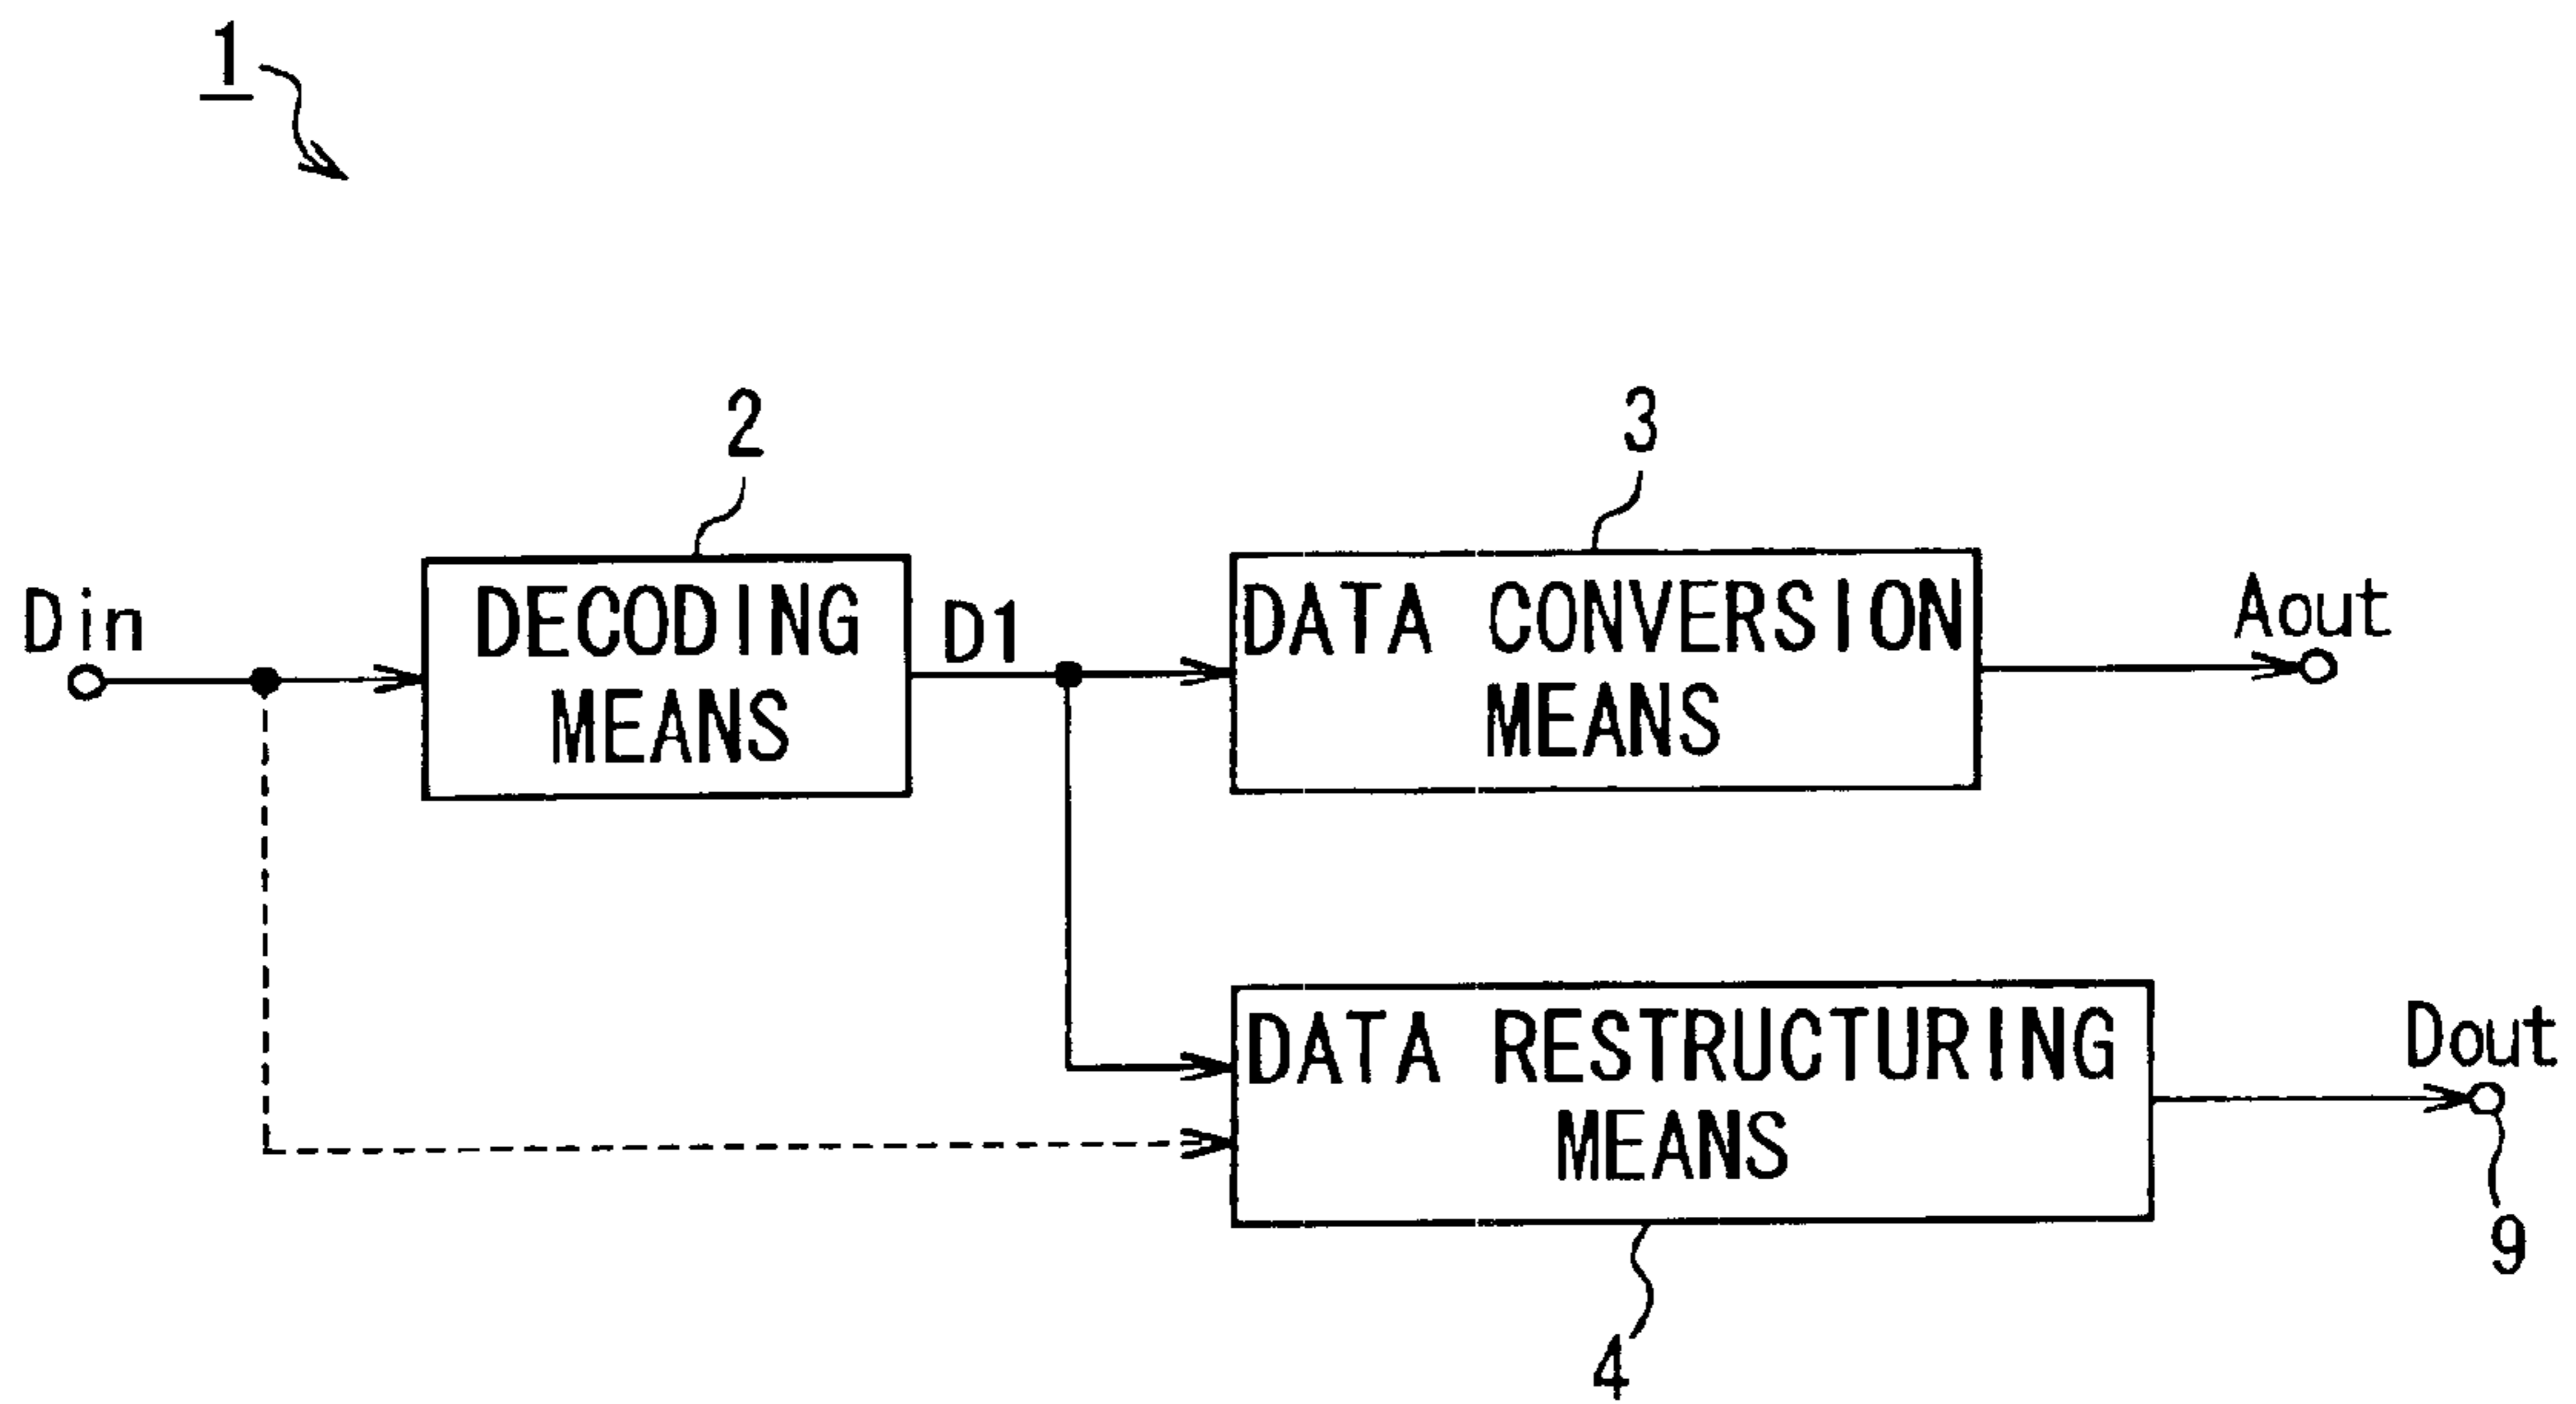 1
2
3
Din
DECODING
MEANS
D1
DATA CONVERSION
MEANS
Aout
DATA RESTRUCTURING
MEANS
Dout
9
4